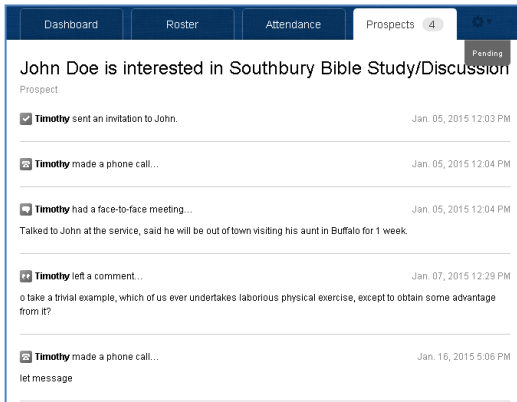 Dashboard Roster Attendance Prospects 4
Pending
John Doe is interested in Southbury Bible Study/Discussion
Prospect
Timothy sent an invitation to John. Jan. 05, 2015 12:03 PM
Timothy made a phone call... Jan. 05, 2015 12:04 PM
Timothy had a face-to-face meeting... Jan. 05, 2015 12:04 PM
Talked to John at the service, said he will be out of town visiting his aunt in Buffalo for 1 week.
Timothy left a comment... Jan. 07, 2015 12:29 PM
o take a trivial example, which of us ever undertakes laborious physical exercise, except to obtain some advantage
from it?
Timothy made a phone call... Jan. 16, 2015 5:06 PM
let message